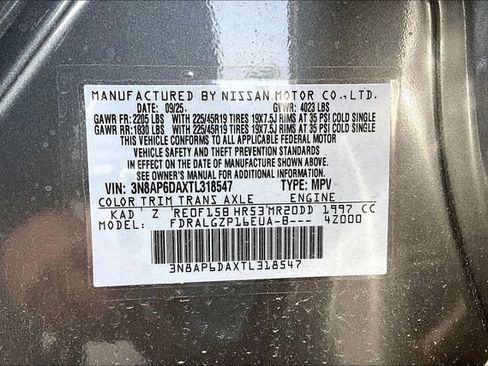 MANUFACTURED BY NISSAN MOTOR CO.,LTD.
DATE: 09/25 GVWR: 4023 LBS
GAWR FR: 2205 LBS WITH 225/45R19 TIRES 19X7.5J RIMS AT 35 PSI COLD SINGLE
GAWR RR: 1830 LBS WITH 225/45R19 TIRES 19X7.5J RIMS AT 35 PSI COLD SINGLE
THIS VEHICLE CONFORMS TO ALL APPLICABLE FEDERAL MOTOR
VEHICLE SAFETY AND THEFT PREVENTION STANDARDS
IN EFFECT ON THE DATE OF MANUFACTURE SHOWN ABOVE.
SEE OWNER'S MANUAL FOR ADDITIONAL INFORMATION.
VIN: 3N8AP6DAXTL318547 TYPE: MPV
COLOR TRIM TRANS AXLE ENGINE
KAD ' Z RE0F15B HR53 MR20DD 1997 CC
MODEL: FDRALGZP16EUA-B--- 4Z000
3N8AP6DAXTL318547